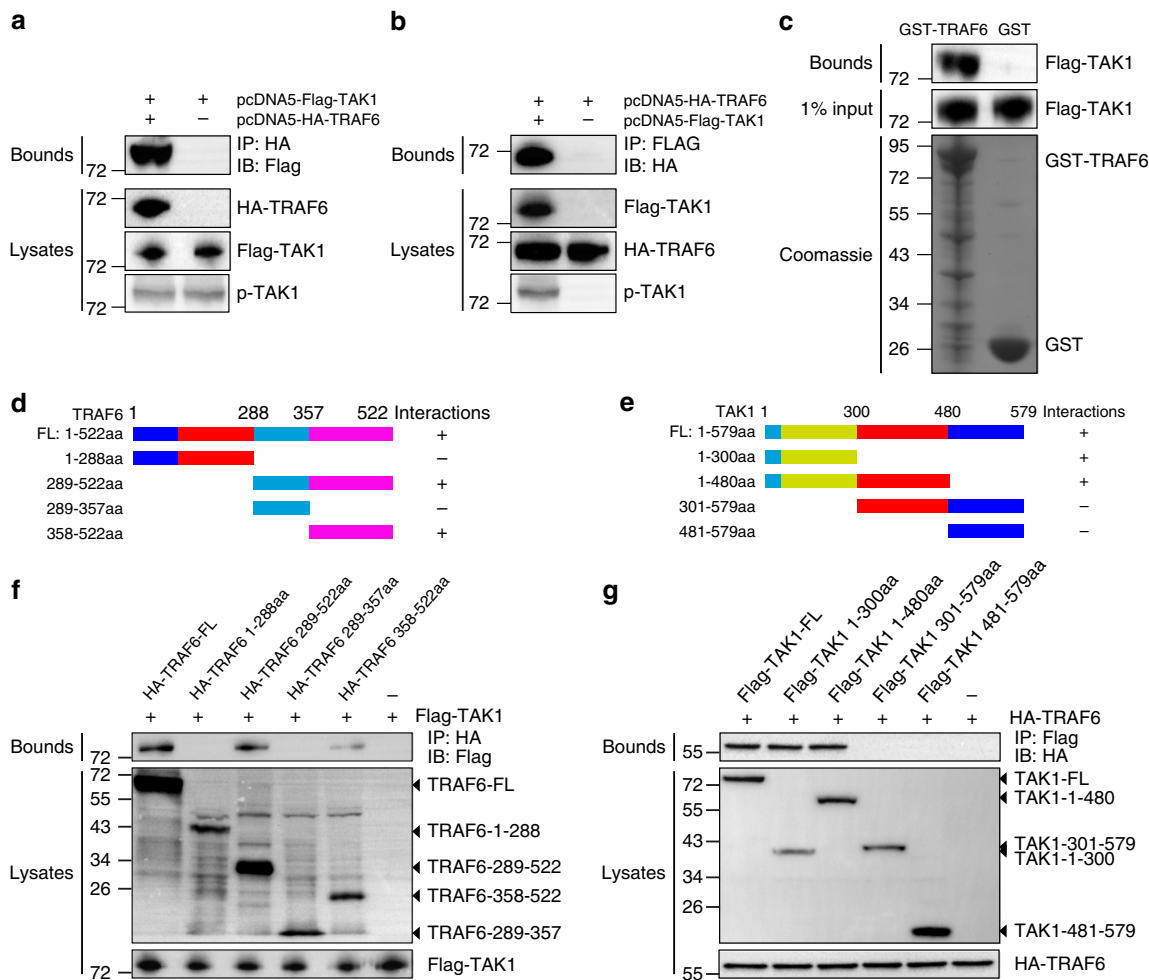 a
+ + pcDNA5-Flag-TAK1
+ − pcDNA5-HA-TRAF6
Bounds
72
IP: HA
IB: Flag
Lysates
72
HA-TRAF6
72
Flag-TAK1
72
p-TAK1
b
+ + pcDNA5-HA-TRAF6
+ − pcDNA5-Flag-TAK1
Bounds
72
IP: FLAG
IB: HA
Lysates
72
Flag-TAK1
72
HA-TRAF6
72
p-TAK1
c
GST-TRAF6 GST
Bounds
72
Flag-TAK1
1% input
72
Flag-TAK1
Coomassie
95
GST-TRAF6
72
55
43
34
26
GST
d
TRAF6 1 288 357 522 Interactions
FL: 1-522aa +
1-288aa −
289-522aa +
289-357aa −
358-522aa +
e
TAK1 1 300 480 579 Interactions
FL: 1-579aa +
1-300aa +
1-480aa +
301-579aa −
481-579aa −
f
HA-TRAF6-FL
HA-TRAF6 1-288aa
HA-TRAF6 289-522aa
HA-TRAF6 289-357aa
HA-TRAF6 358-522aa
−
+ + + + + + Flag-TAK1
Bounds
72
IP: HA
IB: Flag
Lysates
72
TRAF6-FL
55
43
TRAF6-1-288
34
TRAF6-289-522
26
TRAF6-358-522
TRAF6-289-357
72
Flag-TAK1
g
Flag-TAK1-FL
Flag-TAK1 1-300aa
Flag-TAK1 1-480aa
Flag-TAK1 301-579aa
Flag-TAK1 481-579aa
−
+ + + + + + HA-TRAF6
Bounds
55
IP: Flag
IB: HA
Lysates
72
TAK1-FL
55
TAK1-1-480
43
TAK1-301-579
TAK1-1-300
34
26
TAK1-481-579
55
HA-TRAF6